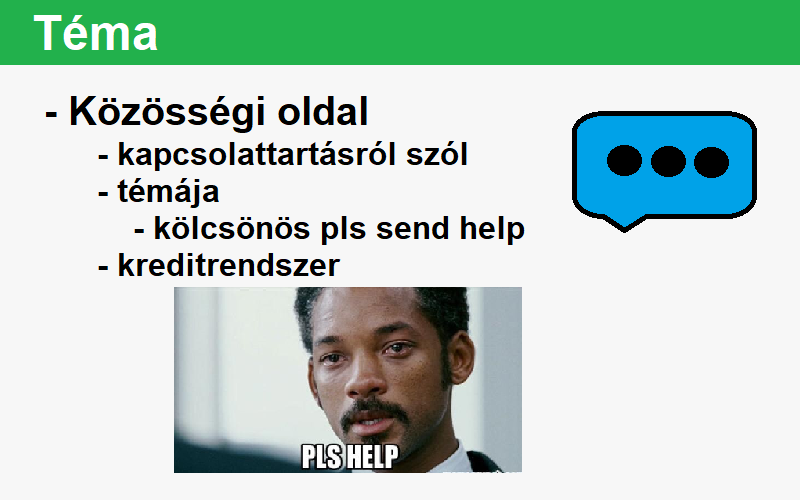 Téma
- Közösségi oldal
- kapcsolattartásról szól
- témája
- kölcsönös pls send help
- kreditrendszer
PLS HELP